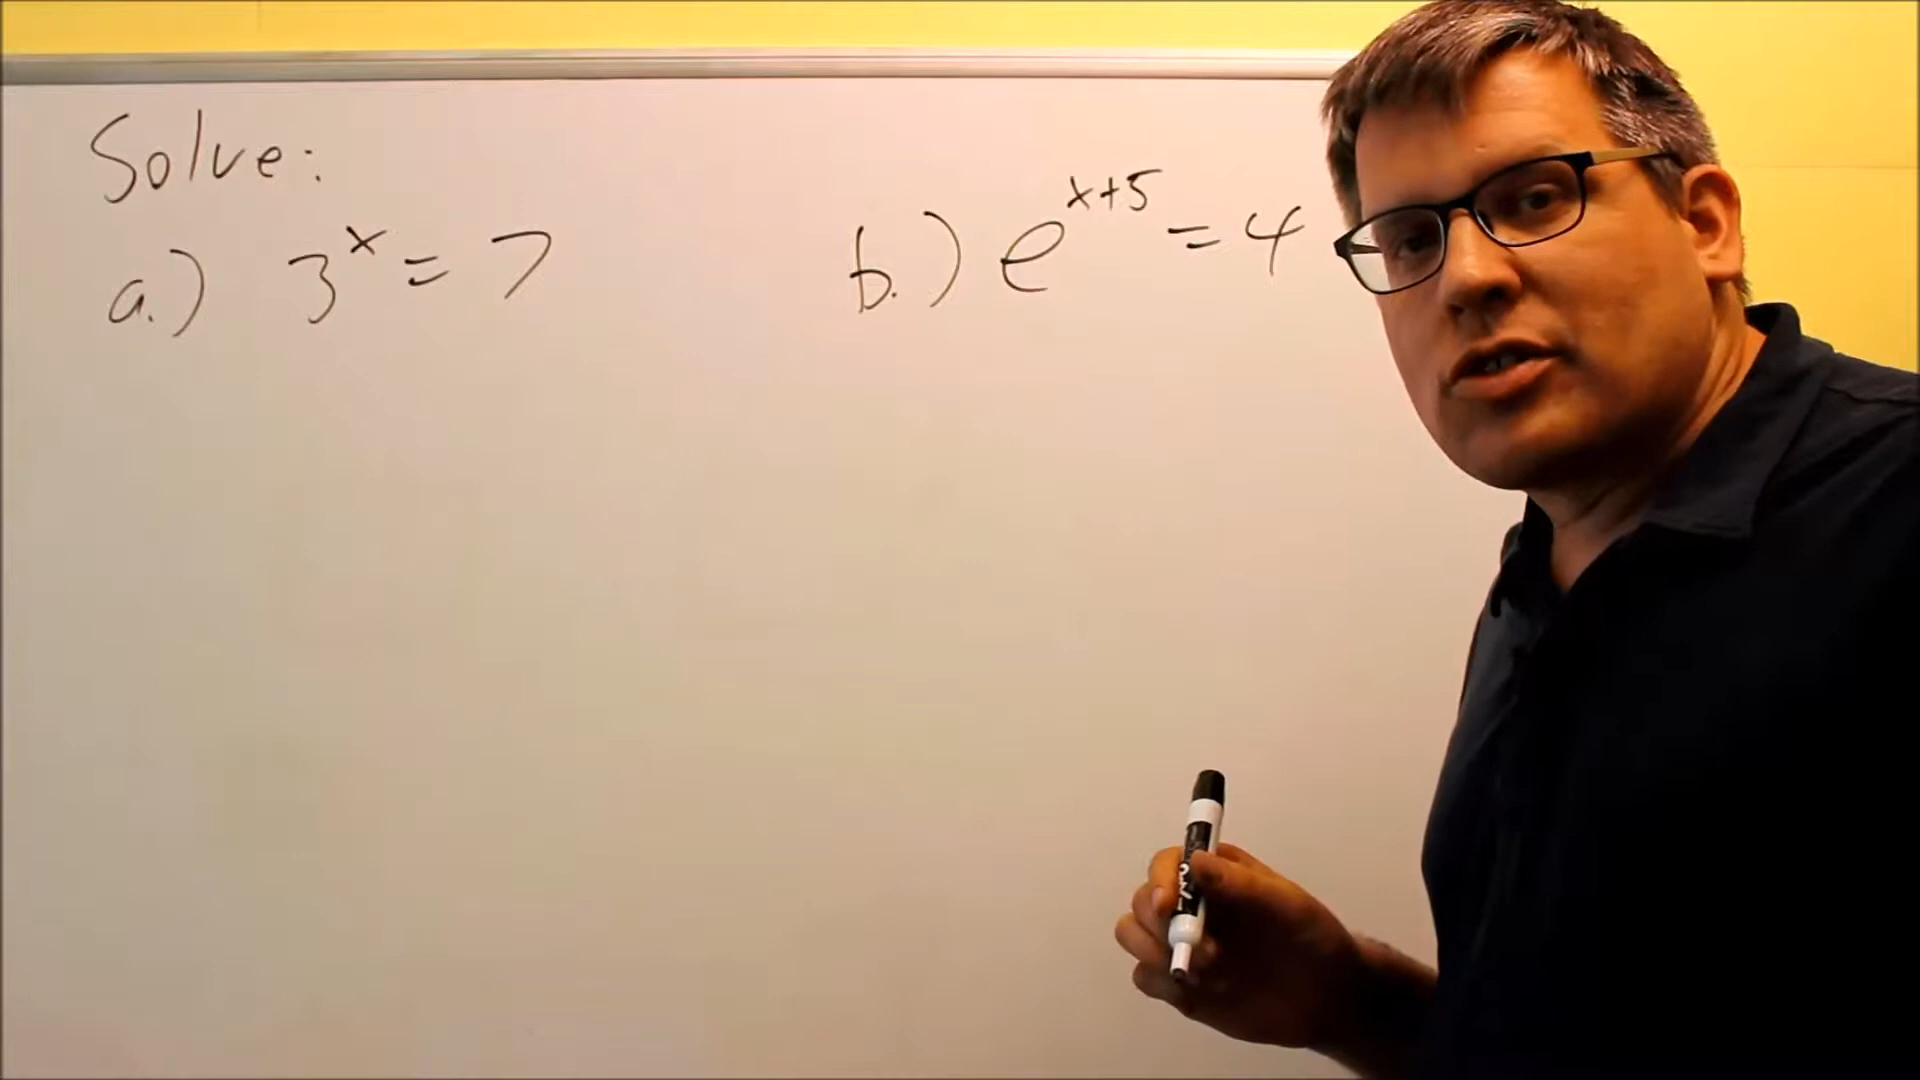 Solve:
a.) 3^x = 7
b.) e^{x+5} = 4